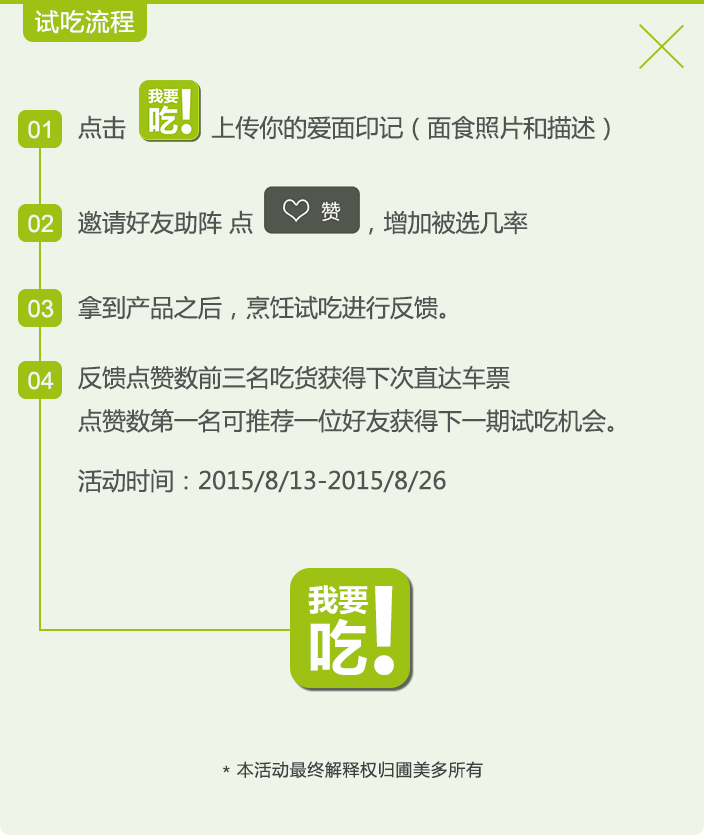 试吃流程
01 点击 我要吃! 上传你的爱面印记（面食照片和描述）
02 邀请好友助阵 点 赞 ，增加被选几率
03 拿到产品之后，烹饪试吃进行反馈。
04 反馈点赞数前三名吃货获得下次直达车票
点赞数第一名可推荐一位好友获得下一期试吃机会。
活动时间：2015/8/13-2015/8/26
我要
吃!
* 本活动最终解释权归圃美多所有